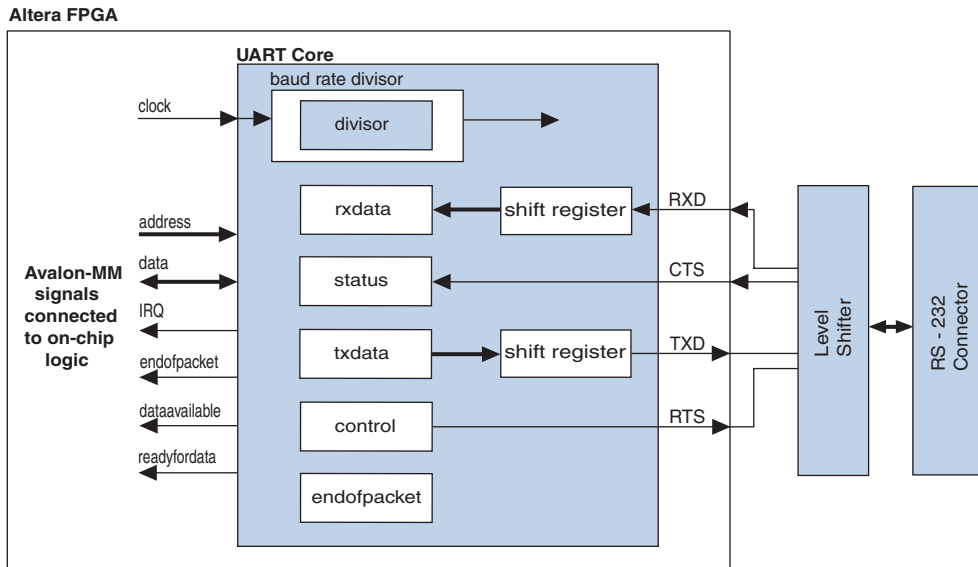 Altera FPGA
UART Core
baud rate divisor
clock
divisor
rxdata
shift register
RXD
address
data
status
CTS
Avalon-MM
signals
connected
to on-chip
logic
IRQ
txdata
shift register
TXD
endofpacket
dataavailable
control
RTS
readyfordata
endofpacket
Level
Shifter
RS - 232
Connector